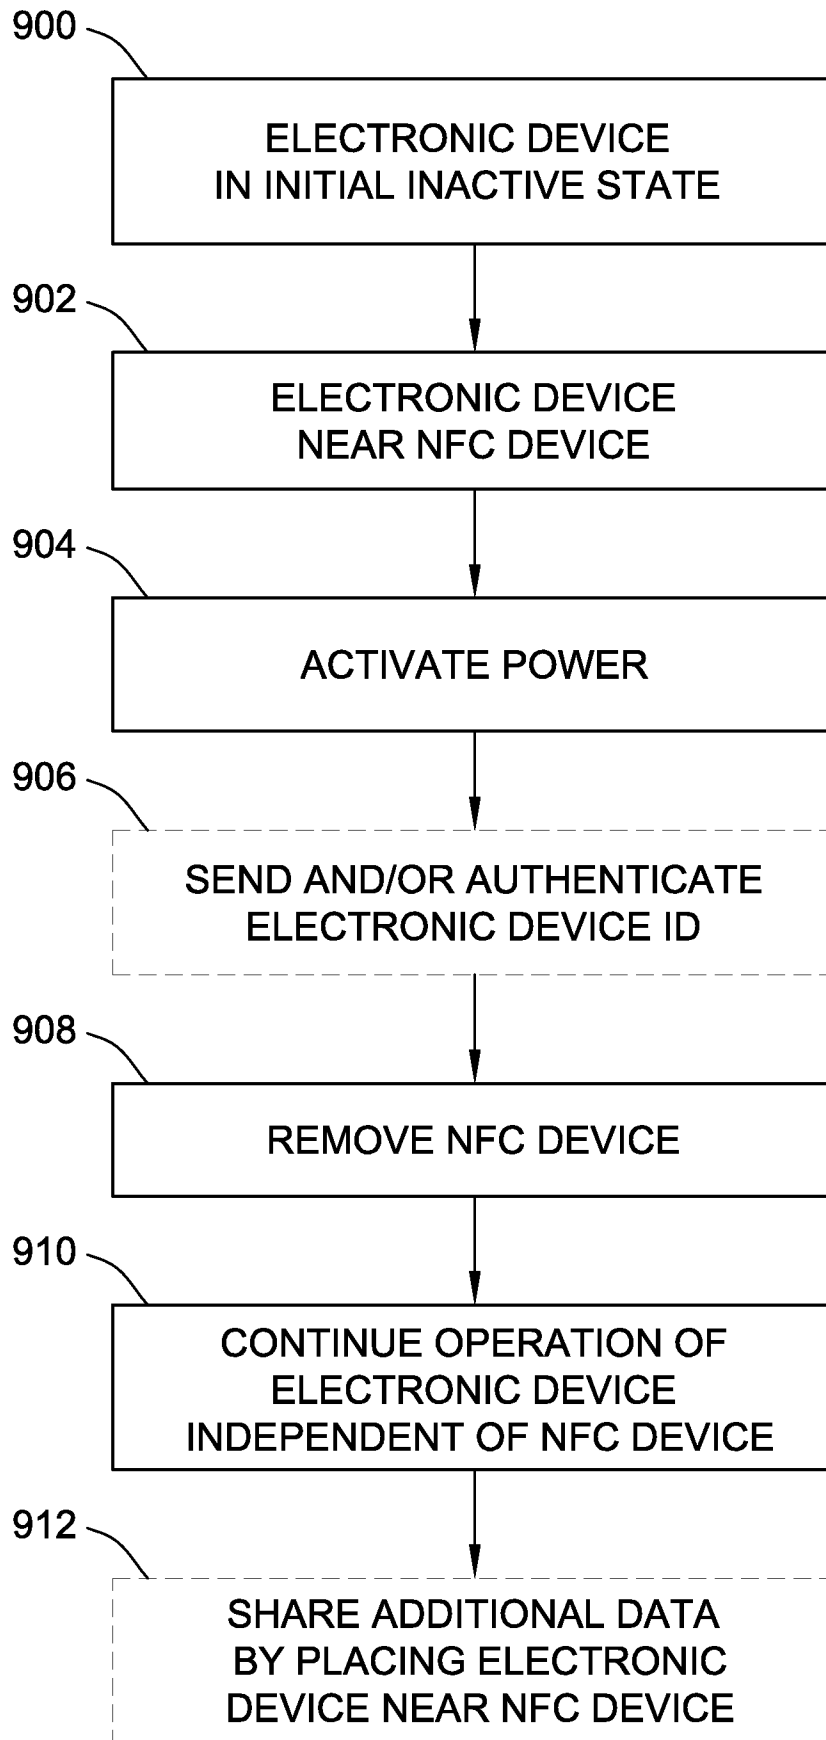 900
ELECTRONIC DEVICE
IN INITIAL INACTIVE STATE
902
ELECTRONIC DEVICE
NEAR NFC DEVICE
904
ACTIVATE POWER
906
SEND AND/OR AUTHENTICATE
ELECTRONIC DEVICE ID
908
REMOVE NFC DEVICE
910
CONTINUE OPERATION OF
ELECTRONIC DEVICE
INDEPENDENT OF NFC DEVICE
912
SHARE ADDITIONAL DATA
BY PLACING ELECTRONIC
DEVICE NEAR NFC DEVICE